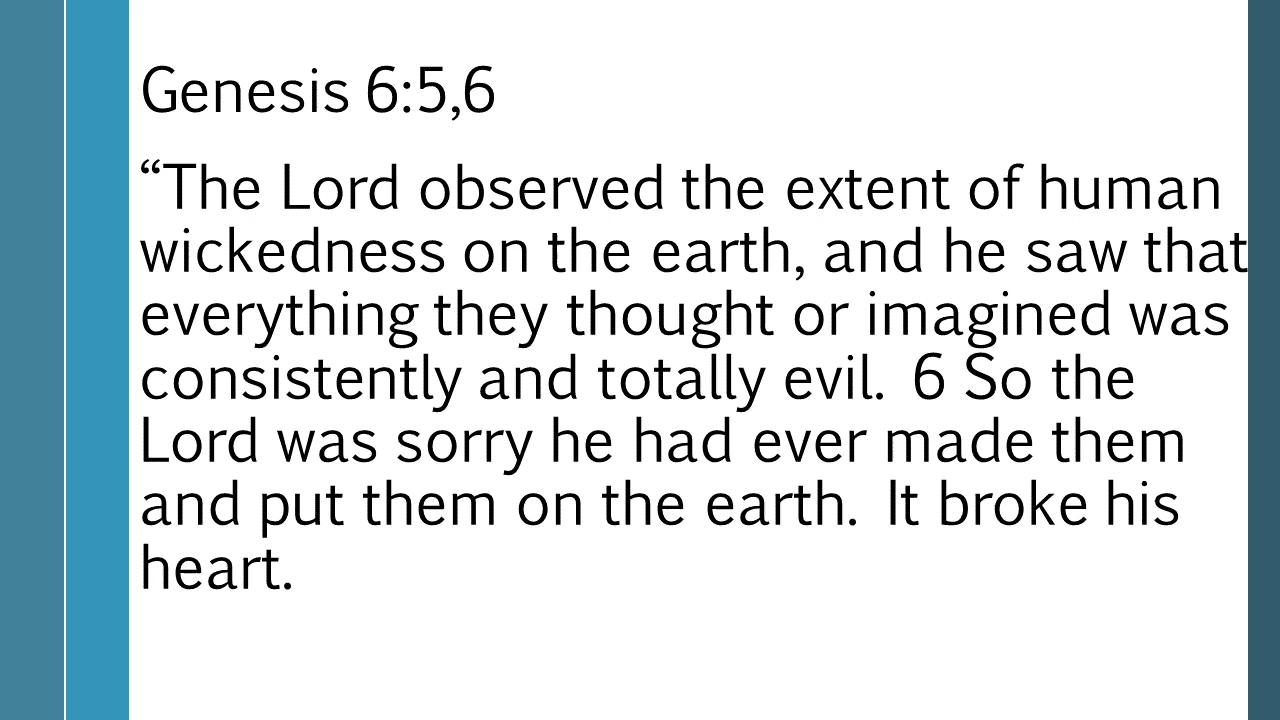 Genesis 6:5,6
“The Lord observed the extent of human
wickedness on the earth, and he saw that
everything they thought or imagined was
consistently and totally evil.  6 So the
Lord was sorry he had ever made them
and put them on the earth.  It broke his
heart.